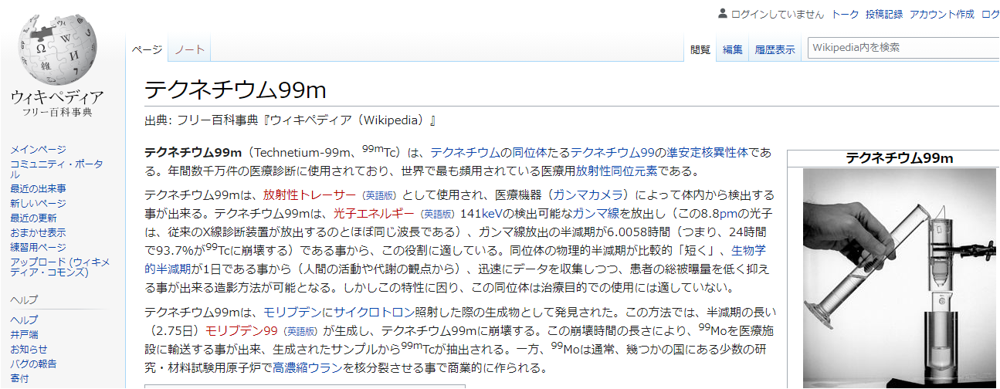 ログインしていません トーク 投稿記録 アカウント作成 ログ
ページ ノート 閲覧 編集 履歴表示 Wikipedia内を検索
Ω W И 維
ウィキペディア
フリー百科事典
メインページ
コミュニティ・ポータ
ル
最近の出来事
新しいページ
最近の更新
おまかせ表示
練習用ページ
アップロード (ウィキメ
ディア・コモンズ)
ヘルプ
ヘルプ
井戸端
お知らせ
バグの報告
寄付
テクネチウム99m
出典: フリー百科事典『ウィキペディア（Wikipedia）』
テクネチウム99m（Technetium-99m、99mTc）は、テクネチウムの同位体たるテクネチウム99の準安定核異性体であ
る。年間数千万件の医療診断に使用されており、世界で最も頻用されている医療用放射性同位元素である。
テクネチウム99mは、放射性トレーサー（英語版）として使用され、医療機器（ガンマカメラ）によって体内から検出する
事が出来る。テクネチウム99mは、光子エネルギー（英語版）141keVの検出可能なガンマ線を放出し（この8.8pmの光子
は、従来のX線診断装置が放出するのとほぼ同じ波長である）、ガンマ線放出の半減期が6.0058時間（つまり、24時間
で93.7%が99Tcに崩壊する）である事から、この役割に適している。同位体の物理的半減期が比較的「短く」、生物学
的半減期が1日である事から（人間の活動や代謝の観点から）、迅速にデータを収集しつつ、患者の総被曝量を低く抑え
る事が出来る造影方法が可能となる。しかしこの特性に因り、この同位体は治療目的での使用には適していない。
テクネチウム99mは、モリブデンにサイクロトロン照射した際の生成物として発見された。この方法では、半減期の長い
（2.75日）モリブデン99（英語版）が生成し、テクネチウム99mに崩壊する。この崩壊時間の長さにより、99Moを医療施
設に輸送する事が出来、生成されたサンプルから99mTcが抽出される。一方、99Moは通常、幾つかの国にある少数の研
究・材料試験用原子炉で高濃縮ウランを核分裂させる事で商業的に作られる。
テクネチウム99m